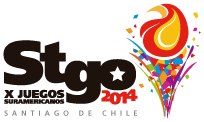 Stgo
X JUEGOS
SURAMERICANOS 2014
SANTIAGO DE CHILE